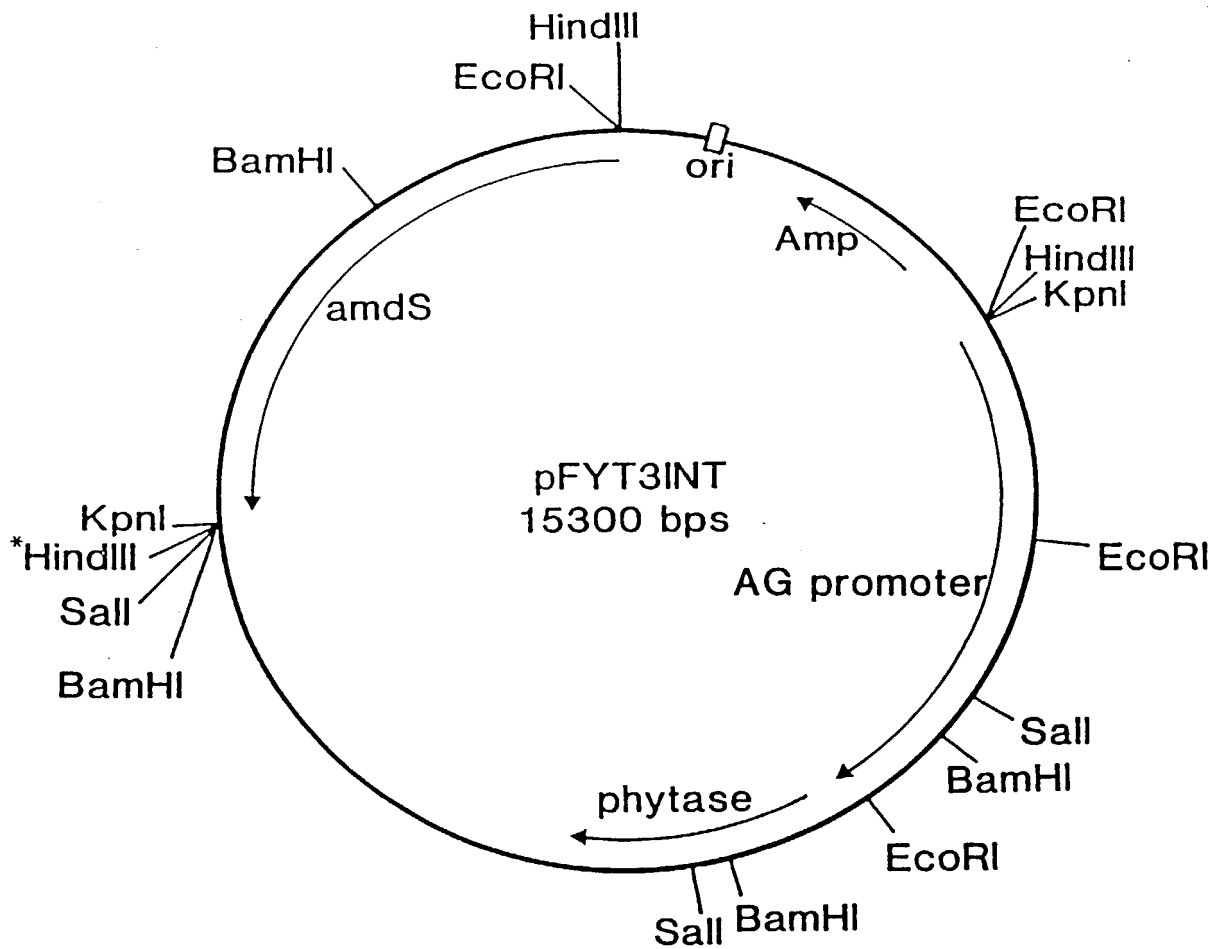 HindIII
EcoRI
BamHI
ori
EcoRI
Amp
HindIII
KpnI
amdS
pFYT3INT
15300 bps
KpnI
*HindIII
EcoRI
AG promoter
SalI
BamHI
SalI
BamHI
phytase
EcoRI
SalI
BamHI